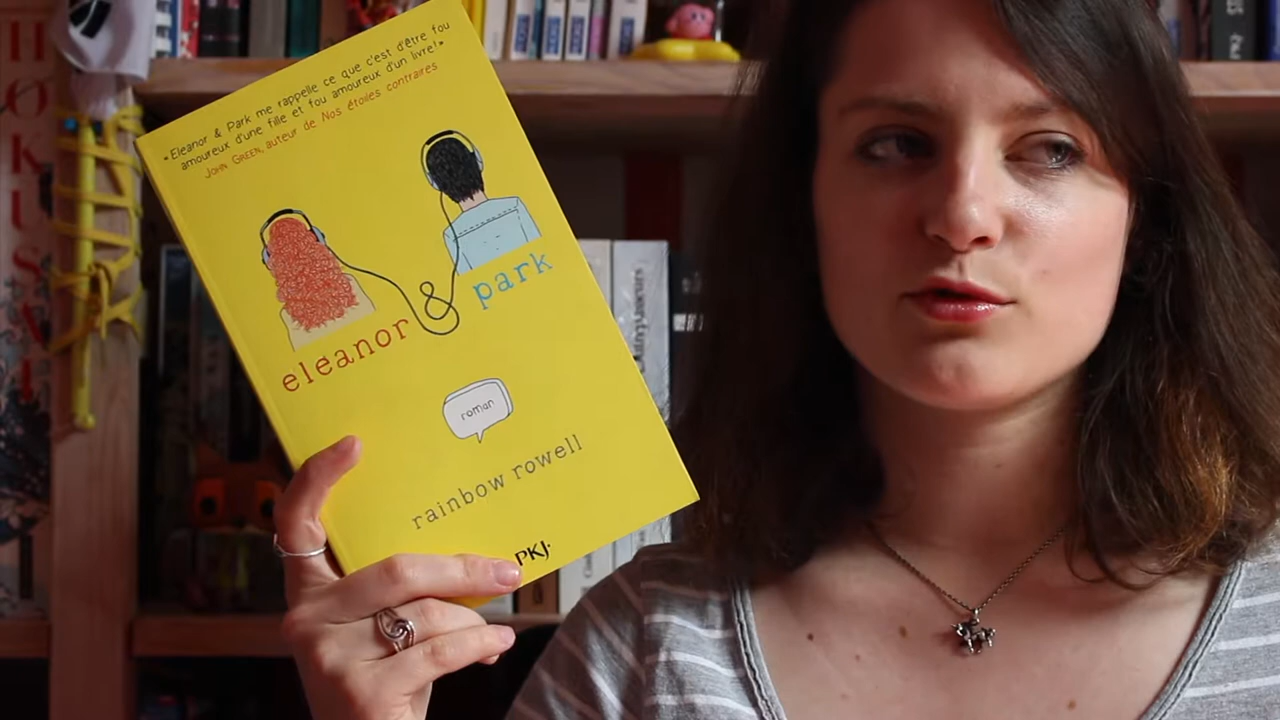 «Eleanor & Park me rappelle ce que c'est d'être fou
amoureux d'une fille et fou amoureux d'un livre!»
JOHN GREEN, auteur de Nos étoiles contraires
eleanor
&
park
roman
rainbow rowell
PKJ.
HOKUSAI